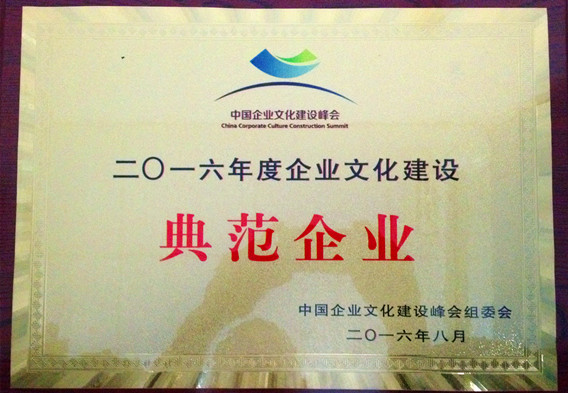 中国企业文化建设峰会
China Corporate Culture Construction Summit
二〇一六年度企业文化建设
典范企业
中国企业文化建设峰会组委会
二〇一六年八月